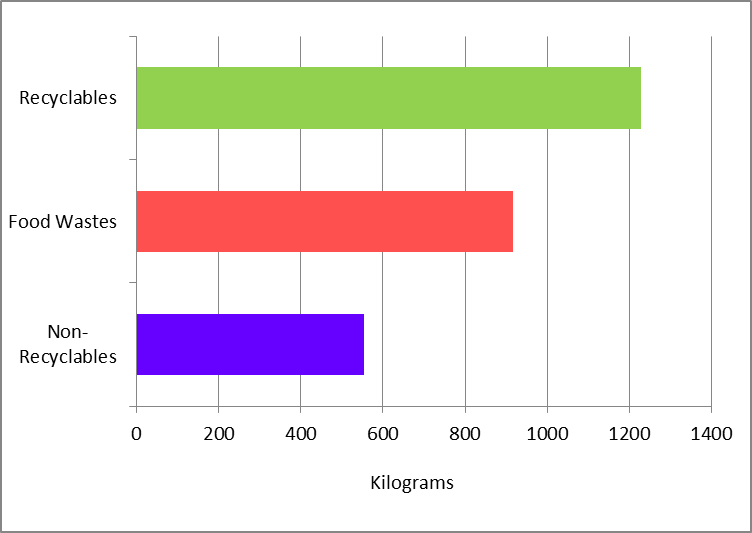 Recyclables
Food Wastes
Non-
Recyclables
0 200 400 600 800 1000 1200 1400
Kilograms